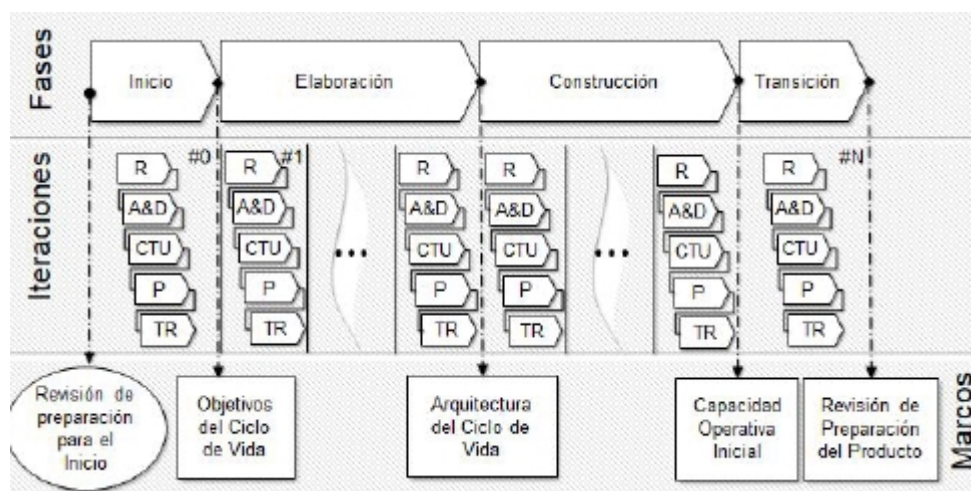 Fases
Inicio
Elaboración
Construcción
Transición
Iteraciones
R
#0
A&D
CTU
P
TR
R
#1
A&D
CTU
P
TR
...
R
A&D
CTU
P
TR
R
A&D
CTU
P
TR
...
R
A&D
CTU
P
TR
R
#N
A&D
CTU
P
TR
Revisión de
preparación
para el
Inicio
Objetivos
del Ciclo
de Vida
Arquitectura
del Ciclo de
Vida
Capacidad
Operativa
Inicial
Revisión de
Preparación
del Producto
Marcos